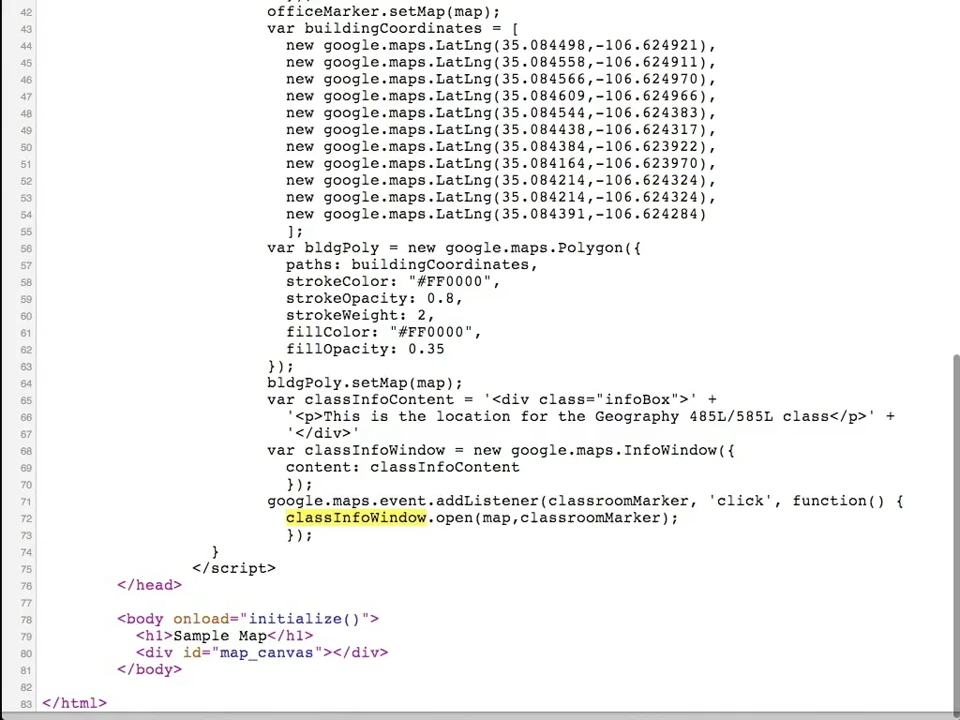 42 officeMarker.setMap(map);
43 var buildingCoordinates = [
44 new google.maps.LatLng(35.084498,-106.624921),
45 new google.maps.LatLng(35.084558,-106.624911),
46 new google.maps.LatLng(35.084566,-106.624970),
47 new google.maps.LatLng(35.084609,-106.624966),
48 new google.maps.LatLng(35.084544,-106.624383),
49 new google.maps.LatLng(35.084438,-106.624317),
50 new google.maps.LatLng(35.084384,-106.623922),
51 new google.maps.LatLng(35.084164,-106.623970),
52 new google.maps.LatLng(35.084214,-106.624324),
53 new google.maps.LatLng(35.084214,-106.624324),
54 new google.maps.LatLng(35.084391,-106.624284)
55 ];
56 var bldgPoly = new google.maps.Polygon({
57 paths: buildingCoordinates,
58 strokeColor: "#FF0000",
59 strokeOpacity: 0.8,
60 strokeWeight: 2,
61 fillColor: "#FF0000",
62 fillOpacity: 0.35
63 });
64 bldgPoly.setMap(map);
65 var classInfoContent = '<div class="infoBox">' +
66 '<p>This is the location for the Geography 485L/585L class</p>' +
67 '</div>'
68 var classInfoWindow = new google.maps.InfoWindow({
69 content: classInfoContent
70 });
71 google.maps.event.addListener(classroomMarker, 'click', function() {
72 classInfoWindow.open(map,classroomMarker);
73 });
74 }
75 </script>
76 </head>
77
78 <body onload="initialize()">
79 <h1>Sample Map</h1>
80 <div id="map_canvas"></div>
81 </body>
82
83 </html>